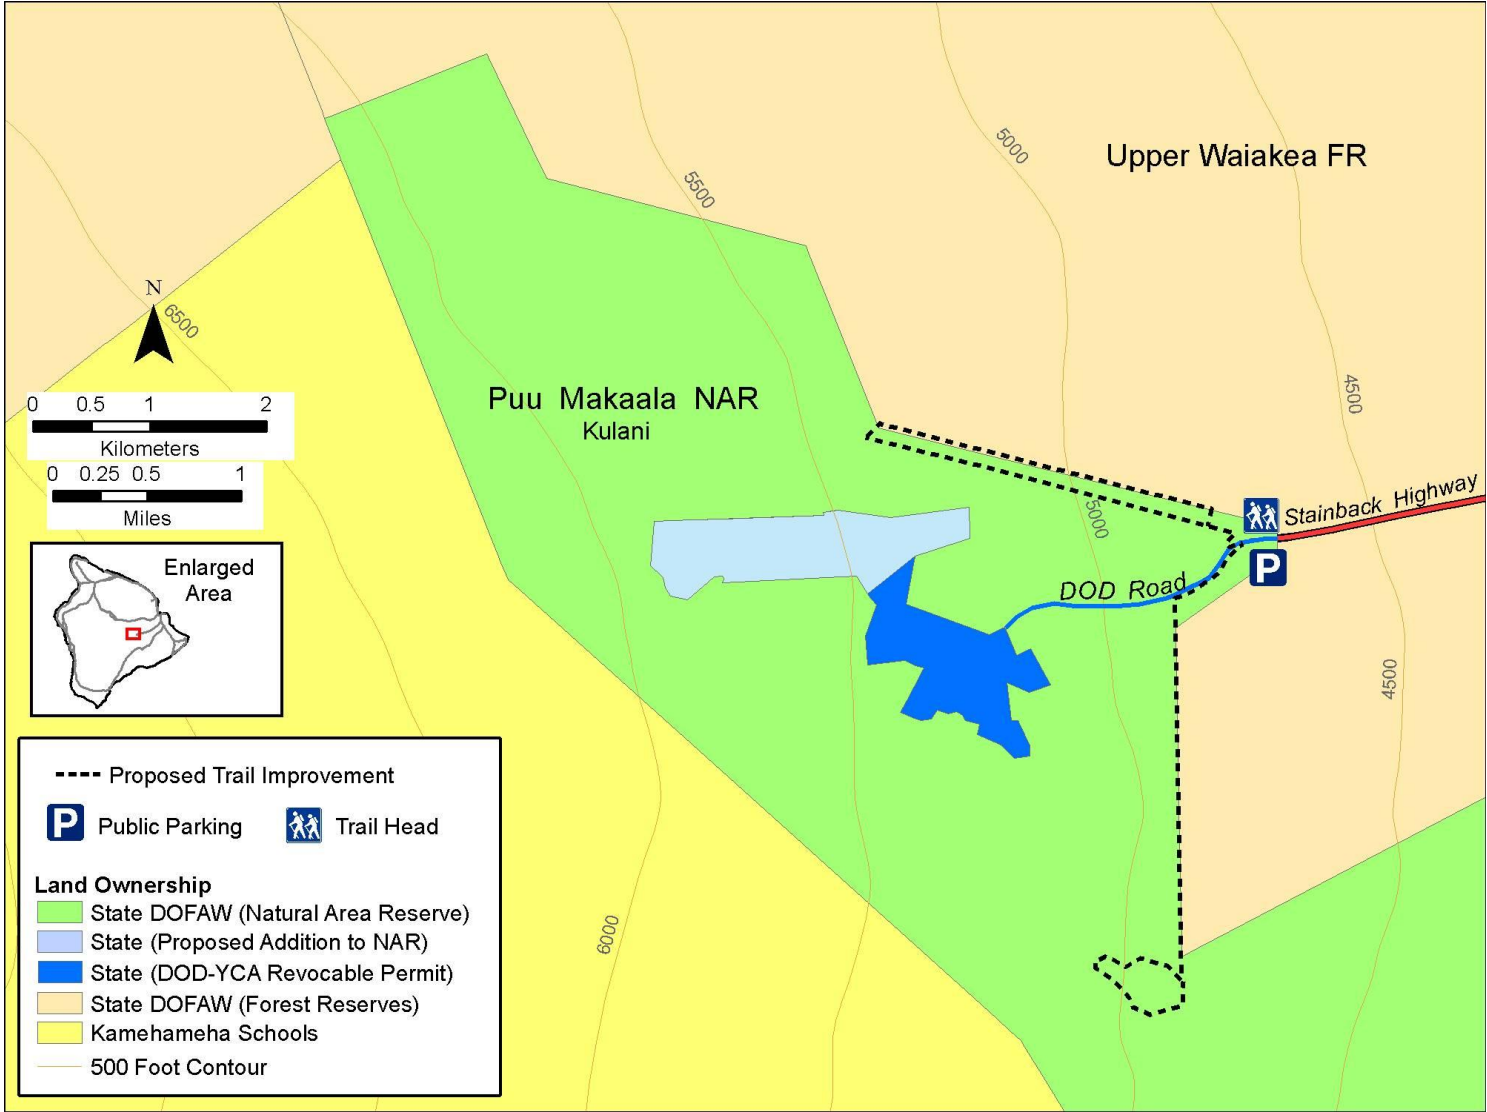 Upper Waiakea FR
5000
5500
N
6500
4500
Puu Makaala NAR
Kulani
0 0.5 1 2
Kilometers
0 0.25 0.5 1
Miles
5000
Stainback Highway
P
DOD Road
Enlarged
Area
4500
6000
Proposed Trail Improvement
P Public Parking
Trail Head
Land Ownership
State DOFAW (Natural Area Reserve)
State (Proposed Addition to NAR)
State (DOD-YCA Revocable Permit)
State DOFAW (Forest Reserves)
Kamehameha Schools
500 Foot Contour